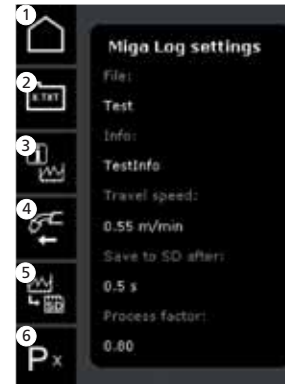 1
2
X.TXT
3
4
5
SD
6
Px
Miga Log settings
File:
Test
Info:
TestInfo
Travel speed:
0.55 m/min
Save to SD after:
0.5 s
Process factor:
0.80